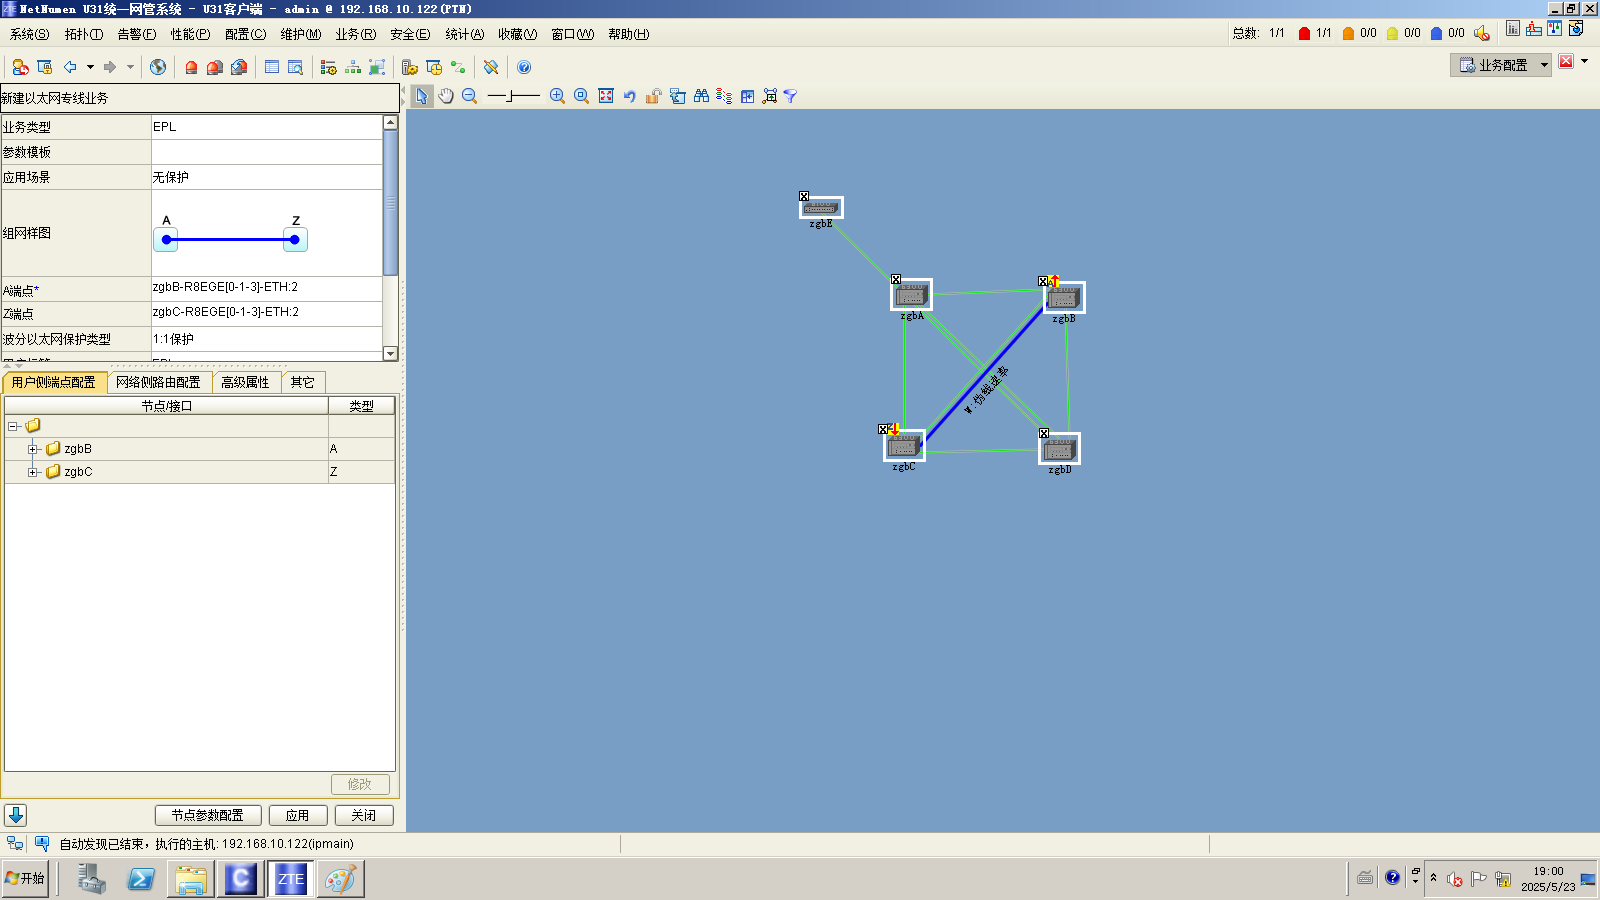 NetNumen U31统一网管系统 - U31客户端 - admin @ 192.168.10.122(PTN)
系统(S) 拓扑(T) 告警(F) 性能(P) 配置(C) 维护(M) 业务(R) 安全(E) 统计(A) 收藏(V) 窗口(W) 帮助(H)
总数: 1/1 1/1 0/0 0/0 0/0
业务配置
新建以太网专线业务
业务类型 EPL
参数模板
应用场景 无保护
组网样图 A Z
A端点* zgbB-R8EGE[0-1-3]-ETH:2
Z端点 zgbC-R8EGE[0-1-3]-ETH:2
波分以太网保护类型 1:1保护
用户侧端点配置 网络侧路由配置 高级属性 其它
节点/接口 类型
zgbB A
zgbC Z
修改
节点参数配置 应用 关闭
zgbE
zgbA
zgbB
W:伪线速率
zgbC
zgbD
自动发现已结束，执行的主机: 192.168.10.122(ipmain)
开始
C
ZTE
19:00
2025/5/23